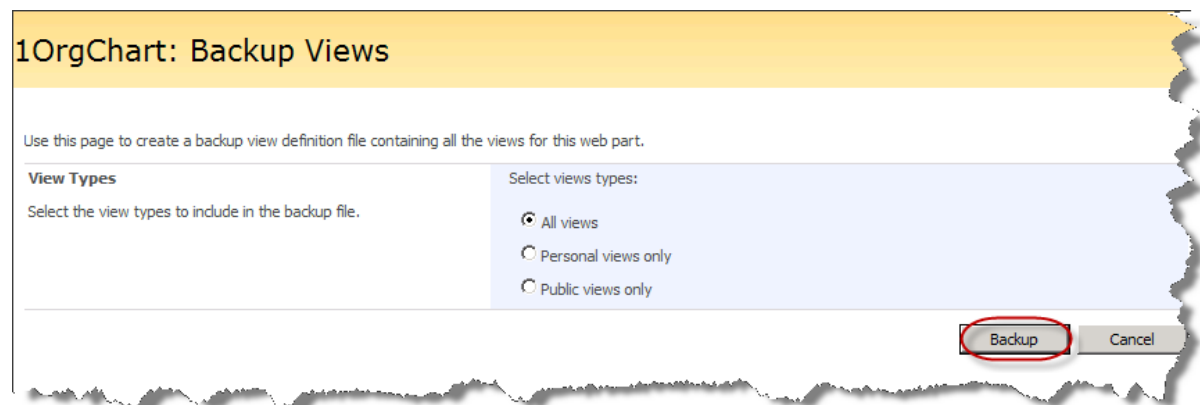 1OrgChart: Backup Views
Use this page to create a backup view definition file containing all the views for this web part.
View Types
Select the view types to include in the backup file.
Select views types:
All views
Personal views only
Public views only
Backup
Cancel